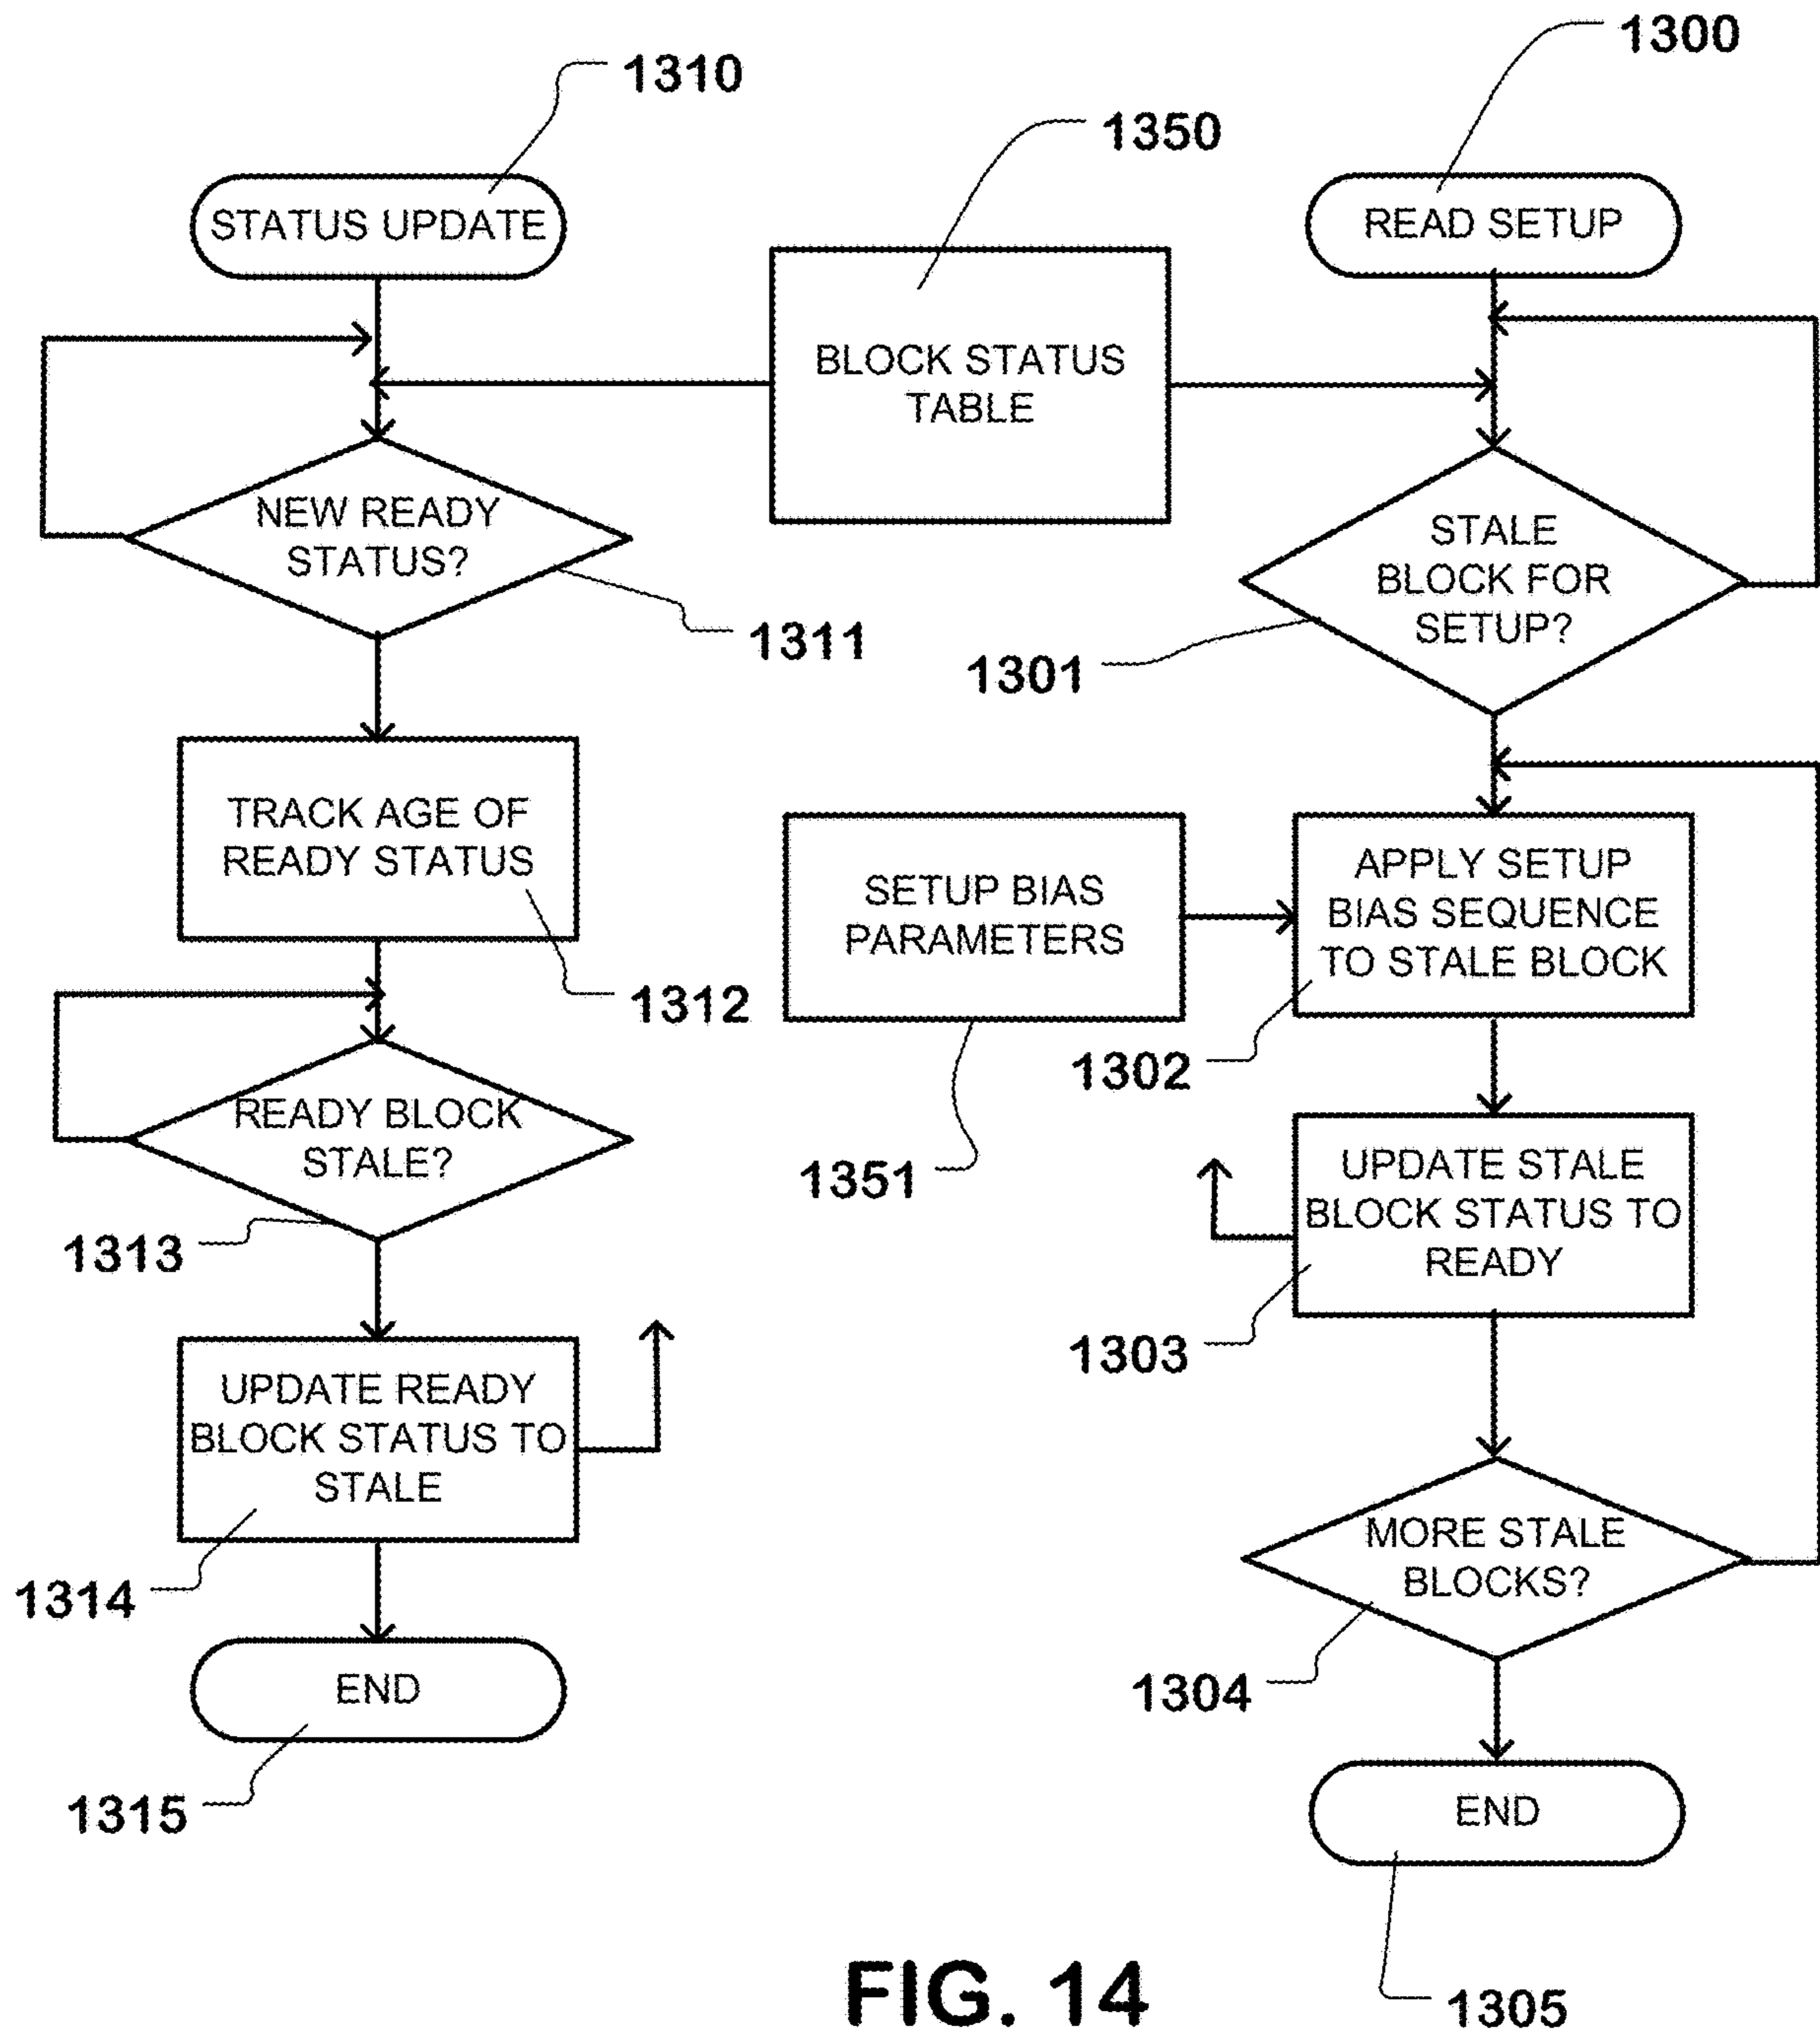 1300
1310
1350
STATUS UPDATE
READ SETUP
BLOCK STATUS
TABLE
NEW READY
STATUS?
1311
STALE
BLOCK FOR
SETUP?
1301
TRACK AGE OF
READY STATUS
1312
SETUP BIAS
PARAMETERS
1351
APPLY SETUP
BIAS SEQUENCE
TO STALE BLOCK
1302
READY BLOCK
STALE?
1313
UPDATE STALE
BLOCK STATUS TO
READY
1303
UPDATE READY
BLOCK STATUS TO
STALE
1314
MORE STALE
BLOCKS?
1304
END
1315
END
1305
FIG. 14